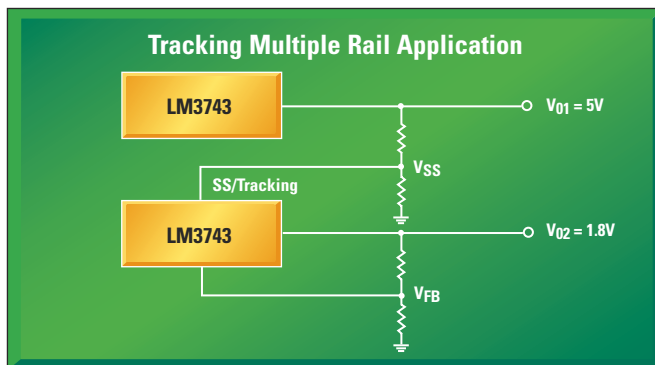 Tracking Multiple Rail Application
LM3743
V01 = 5V
VSS
SS/Tracking
LM3743
V02 = 1.8V
VFB